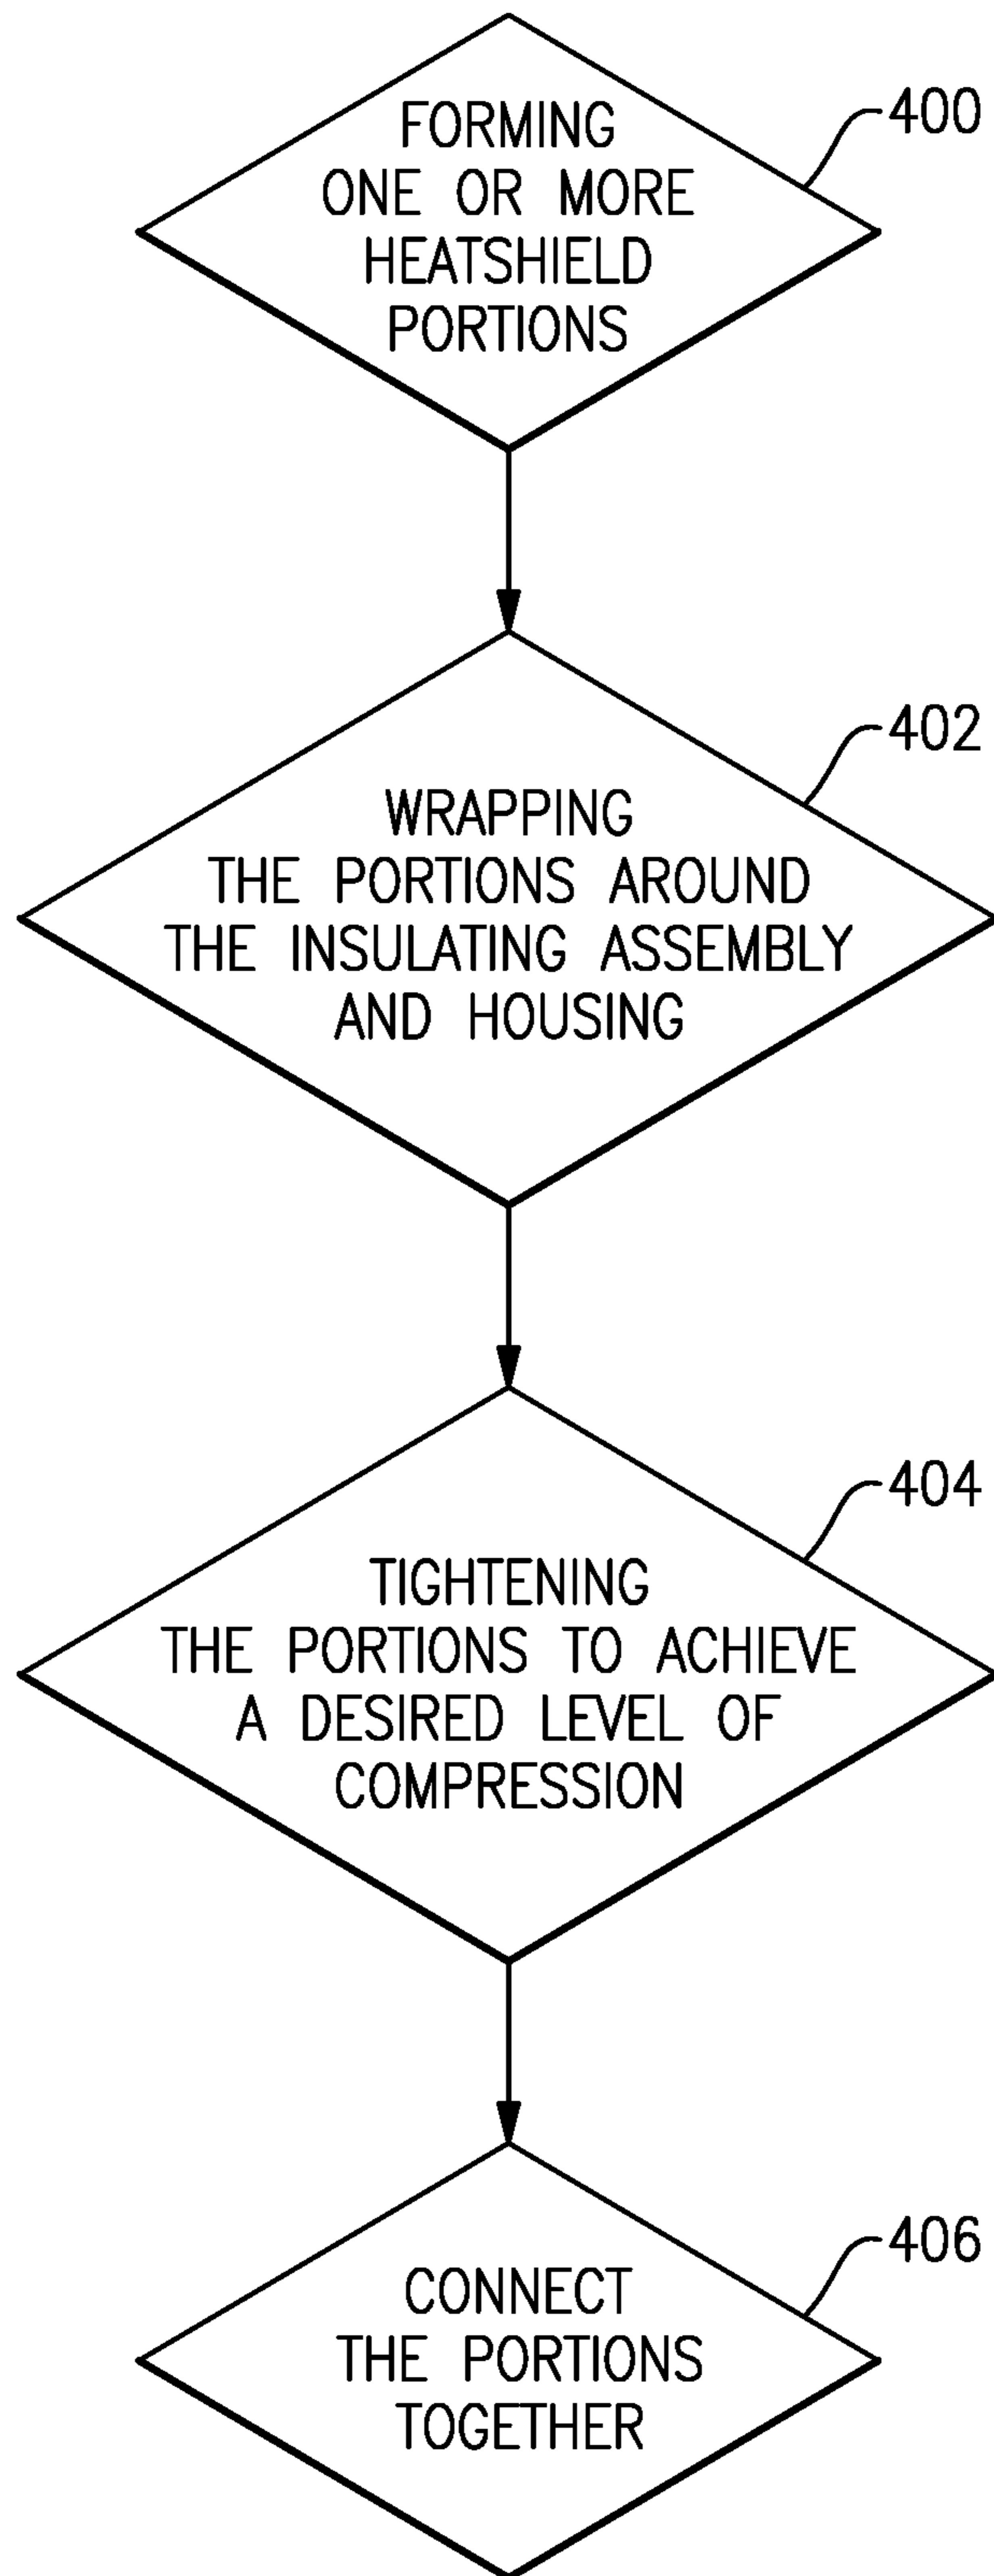 FORMING
ONE OR MORE
HEATSHIELD
PORTIONS
400
WRAPPING
THE PORTIONS AROUND
THE INSULATING ASSEMBLY
AND HOUSING
402
TIGHTENING
THE PORTIONS TO ACHIEVE
A DESIRED LEVEL OF
COMPRESSION
404
CONNECT
THE PORTIONS
TOGETHER
406